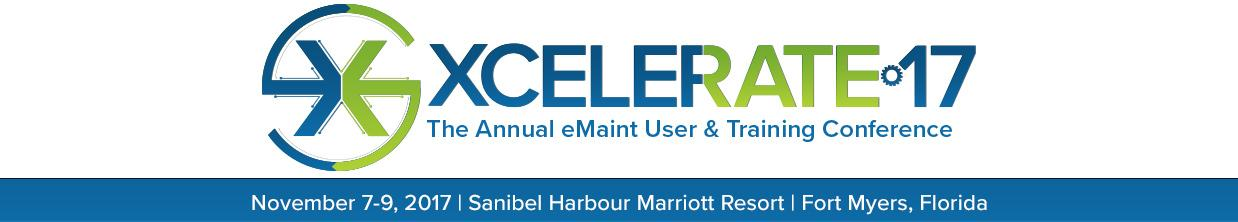 XCELERATE17
The Annual eMaint User & Training Conference
November 7-9, 2017 | Sanibel Harbour Marriott Resort | Fort Myers, Florida